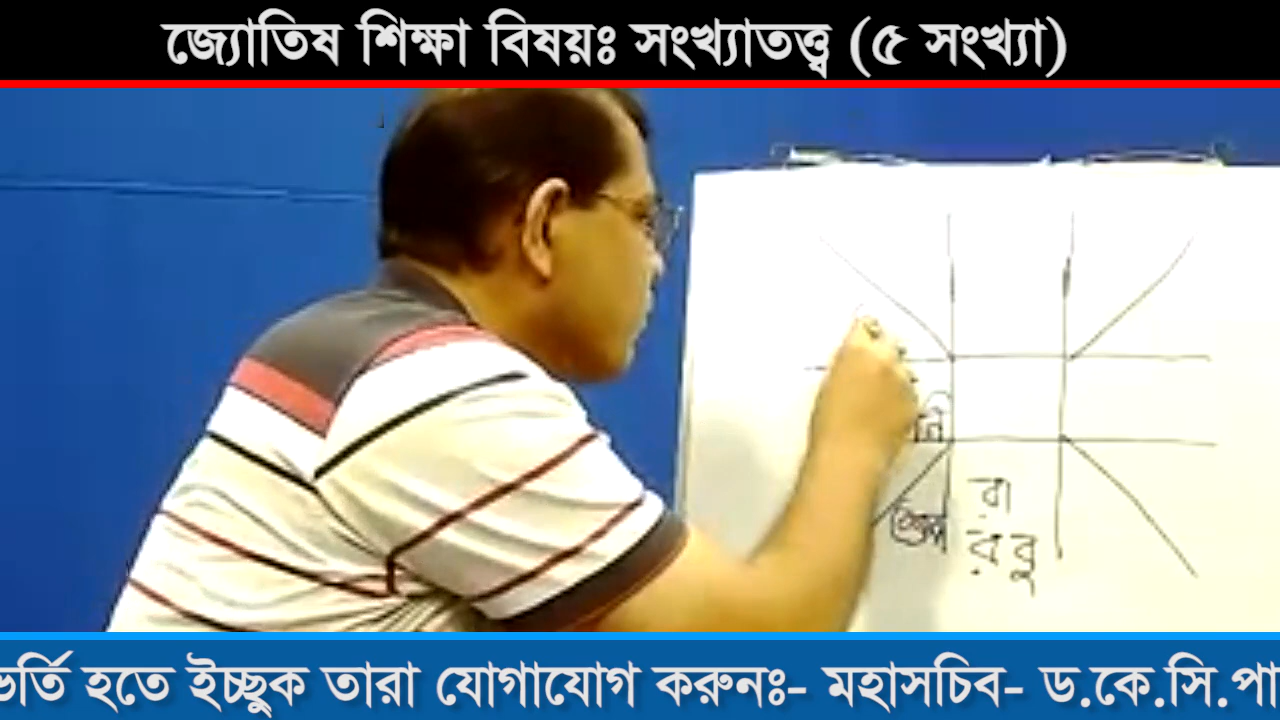 জ্যোতিষ শিক্ষা বিষয়ঃ সংখ্যাতত্ত্ব (৫ সংখ্যা)
রা
র বু
ভর্তি হতে ইচ্ছুক তারা যোগাযোগ করুনঃ- মহাসচিব- ড.কে.সি.পা